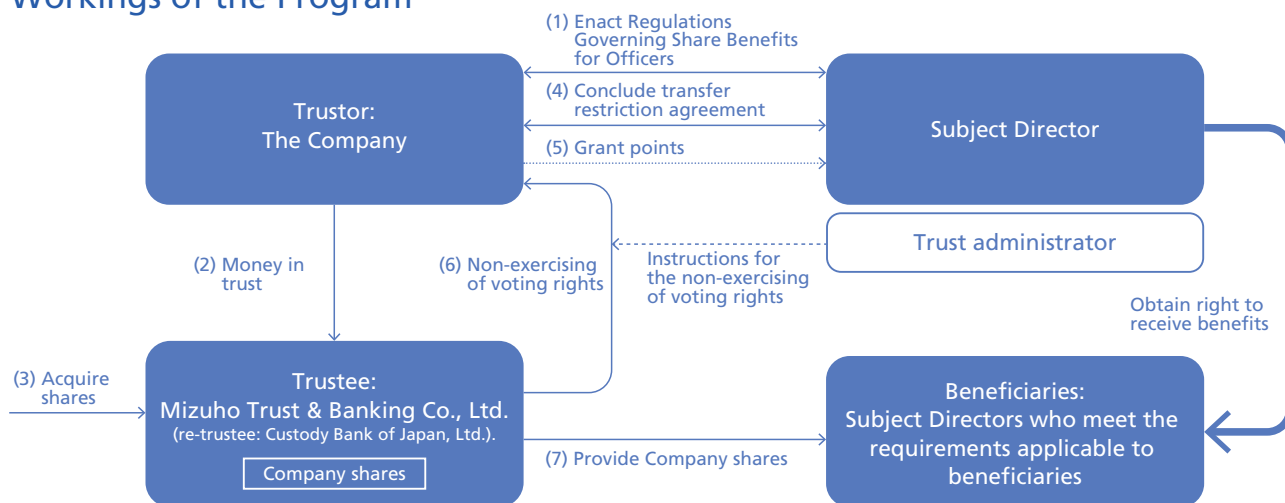 Workings of the Program
(1) Enact Regulations
Governing Share Benefits
for Officers
Trustor:
The Company
(4) Conclude transfer
restriction agreement
(5) Grant points
Subject Director
Trust administrator
(2) Money in
trust
(6) Non-exercising
of voting rights
Instructions for
the non-exercising
of voting rights
Obtain right to
receive benefits
(3) Acquire
shares
Trustee:
Mizuho Trust & Banking Co., Ltd.
(re-trustee: Custody Bank of Japan, Ltd.).
Company shares
(7) Provide Company shares
Beneficiaries:
Subject Directors who meet the
requirements applicable to
beneficiaries